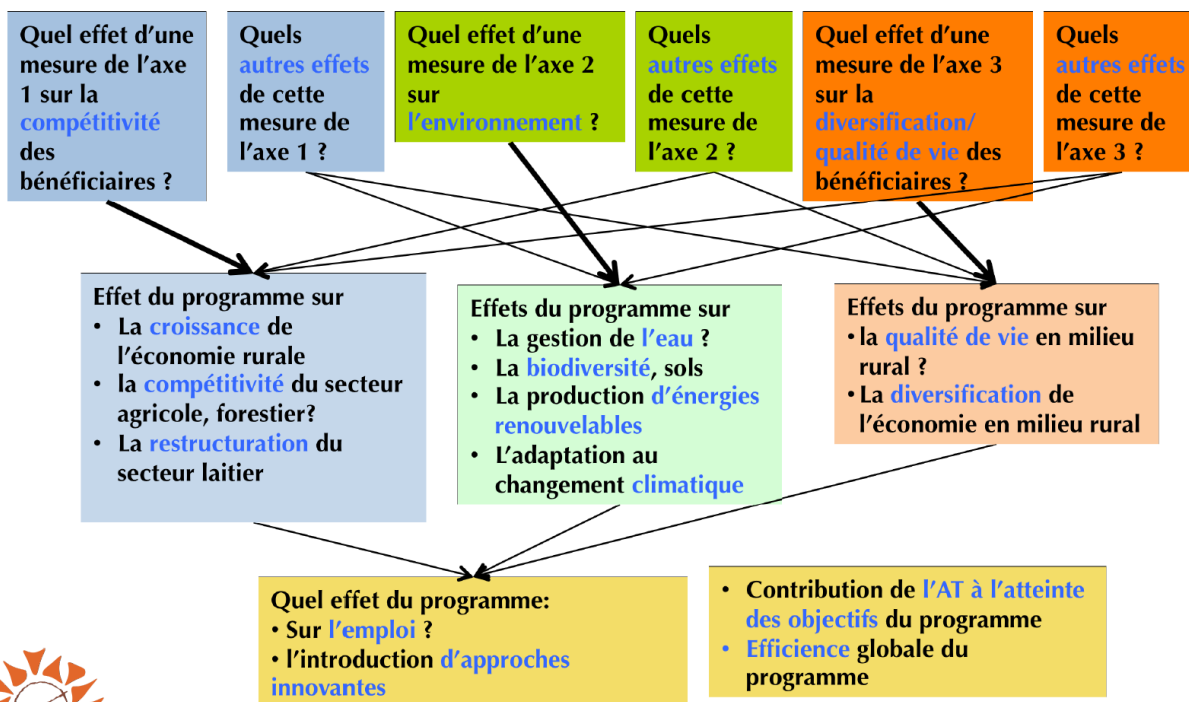 Quel effet d'une
mesure de l'axe
1 sur la
compétitivité
des
bénéficiaires ?
Quels
autres effets
de cette
mesure de
l'axe 1 ?
Quel effet d'une
mesure de l'axe 2
sur
l'environnement ?
Quels
autres effets
de cette
mesure de
l'axe 2 ?
Quel effet d'une
mesure de l'axe 3
sur la
diversification/
qualité de vie des
bénéficiaires ?
Quels
autres effets
de cette
mesure de
l'axe 3 ?
Effet du programme sur
• La croissance de
l'économie rurale
• la compétitivité du secteur
agricole, forestier?
• La restructuration du
secteur laitier
Effets du programme sur
• La gestion de l'eau ?
• La biodiversité, sols
• La production d'énergies
renouvelables
• L'adaptation au
changement climatique
Effets du programme sur
• la qualité de vie en milieu
rural ?
• La diversification de
l'économie en milieu rural
Quel effet du programme:
• Sur l'emploi ?
• l'introduction d'approches
innovantes
• Contribution de l'AT à l'atteinte
des objectifs du programme
• Efficience globale du
programme